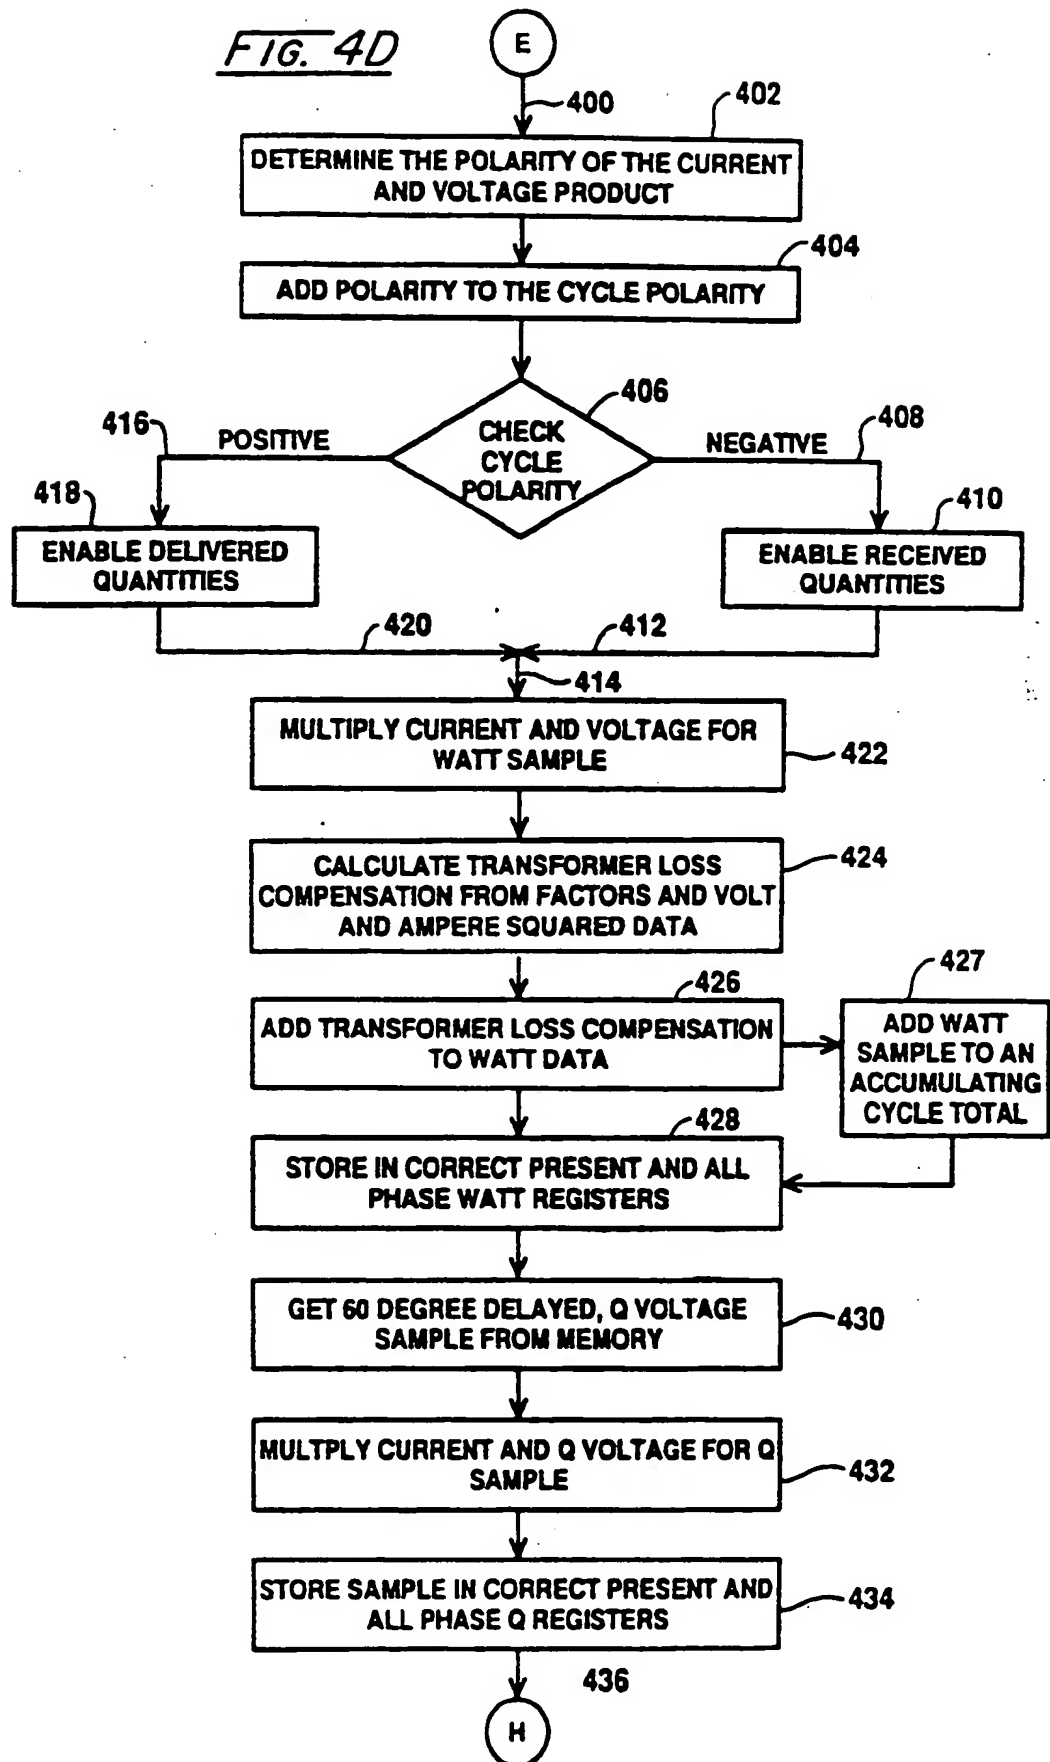 FIG. 4D
E
400
402
DETERMINE THE POLARITY OF THE CURRENT
AND VOLTAGE PRODUCT
404
ADD POLARITY TO THE CYCLE POLARITY
406
CHECK
CYCLE
POLARITY
416
POSITIVE
NEGATIVE
408
418
ENABLE DELIVERED
QUANTITIES
410
ENABLE RECEIVED
QUANTITIES
420
412
414
MULTIPLY CURRENT AND VOLTAGE FOR
WATT SAMPLE
422
CALCULATE TRANSFORMER LOSS
COMPENSATION FROM FACTORS AND VOLT
AND AMPERE SQUARED DATA
424
426
ADD TRANSFORMER LOSS COMPENSATION
TO WATT DATA
427
ADD WATT
SAMPLE TO AN
ACCUMULATING
CYCLE TOTAL
428
STORE IN CORRECT PRESENT AND ALL
PHASE WATT REGISTERS
GET 60 DEGREE DELAYED, Q VOLTAGE
SAMPLE FROM MEMORY
430
MULTPLY CURRENT AND Q VOLTAGE FOR Q
SAMPLE
432
STORE SAMPLE IN CORRECT PRESENT AND
ALL PHASE Q REGISTERS
434
436
H